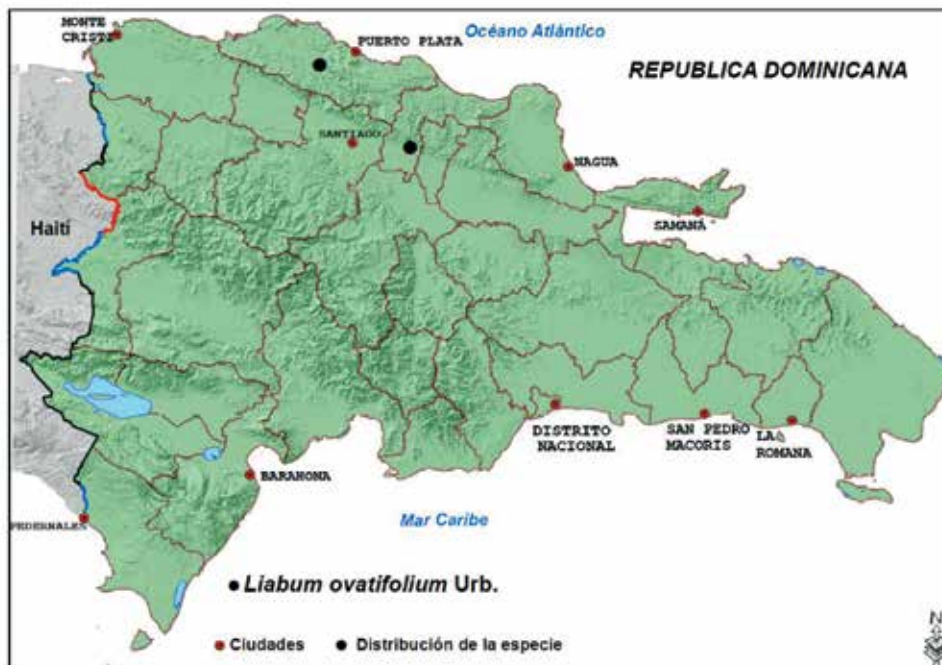 MONTE
CRISTI
PUERTO PLATA
Océano Atlántico
REPUBLICA DOMINICANA
SANTIAGO
NAGUA
SAMANÁ
Haití
DISTRITO
NACIONAL
SAN PEDRO
MACORIS
LA
ROMANA
BARAHONA
PEDERNALES
Mar Caribe
Liabum ovatifolium Urb.
Ciudades
Distribución de la especie
N